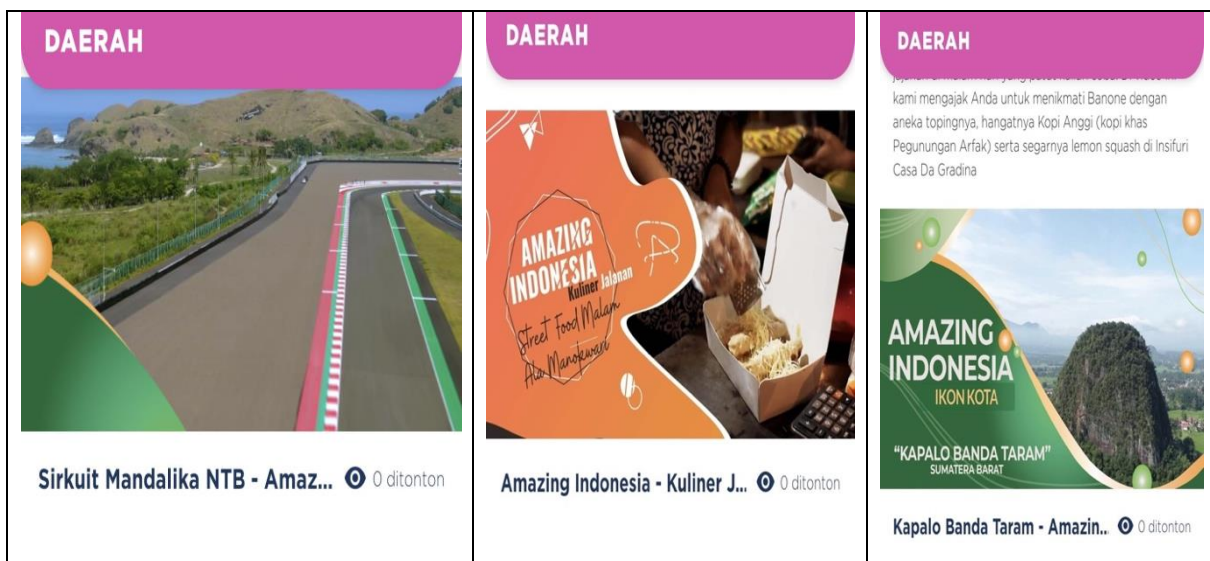 DAERAH
Sirkuit Mandalika NTB - Amaz... 0 ditonton
DAERAH
AMAZING
INDONESIA
Kuliner Jalanan
Street Food Malam
Ala Manokwari
Amazing Indonesia - Kuliner J... 0 ditonton
DAERAH
kami mengajak Anda untuk menikmati Banone dengan
aneka topingnya, hangatnya Kopi Anggi (kopi khas
Pegunungan Arfak) serta segarnya lemon squash di Insifuri
Casa Da Gradina
AMAZING
INDONESIA
IKON KOTA
"KAPALO BANDA TARAM"
SUMATERA BARAT
Kapalo Banda Taram - Amazin... 0 ditonton